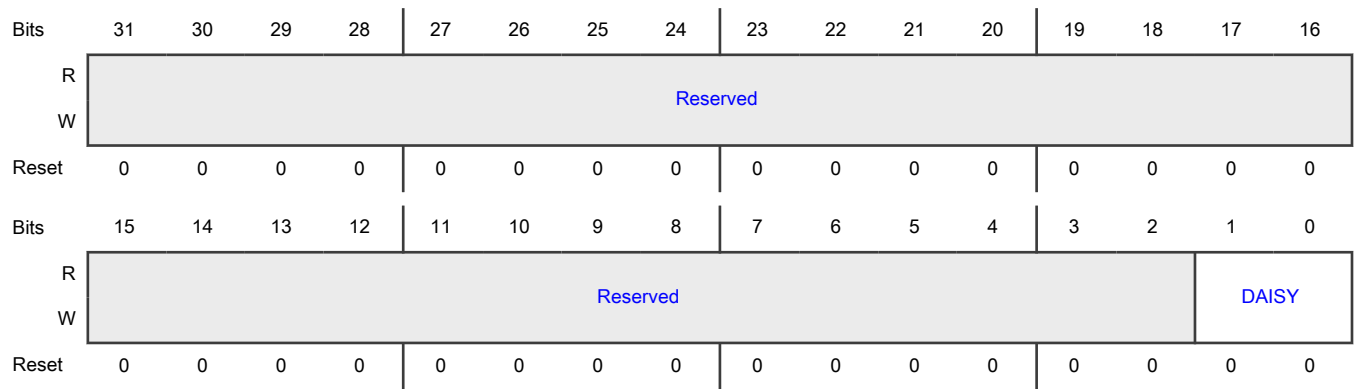 Bits 31 30 29 28 27 26 25 24 23 22 21 20 19 18 17 16
R
Reserved
W
Reset 0 0 0 0 0 0 0 0 0 0 0 0 0 0 0 0
Bits 15 14 13 12 11 10 9 8 7 6 5 4 3 2 1 0
R
Reserved DAISY
W
Reset 0 0 0 0 0 0 0 0 0 0 0 0 0 0 0 0